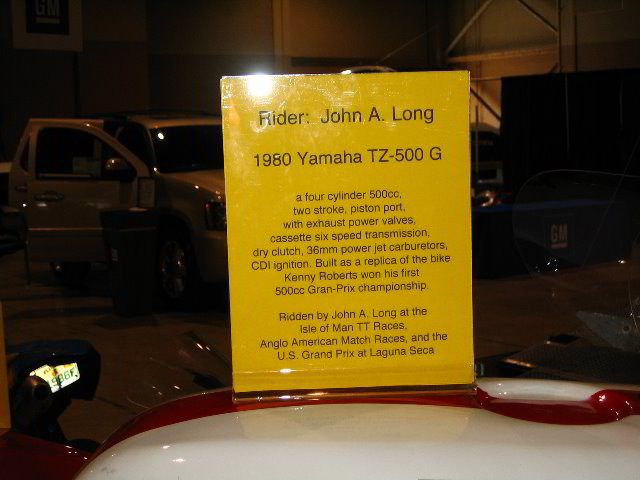 GM
Rider: John A. Long
1980 Yamaha TZ-500 G
a four cylinder 500cc,
two stroke, piston port,
with exhaust power valves,
cassette six speed transmission,
dry clutch, 36mm power jet carburetors,
CDI ignition. Built as a replica of the bike
Kenny Roberts won his first
500cc Gran-Prix championship.
Ridden by John A. Long at the
Isle of Man TT Races,
Anglo American Match Races, and the
U.S. Grand Prix at Laguna Seca
GM